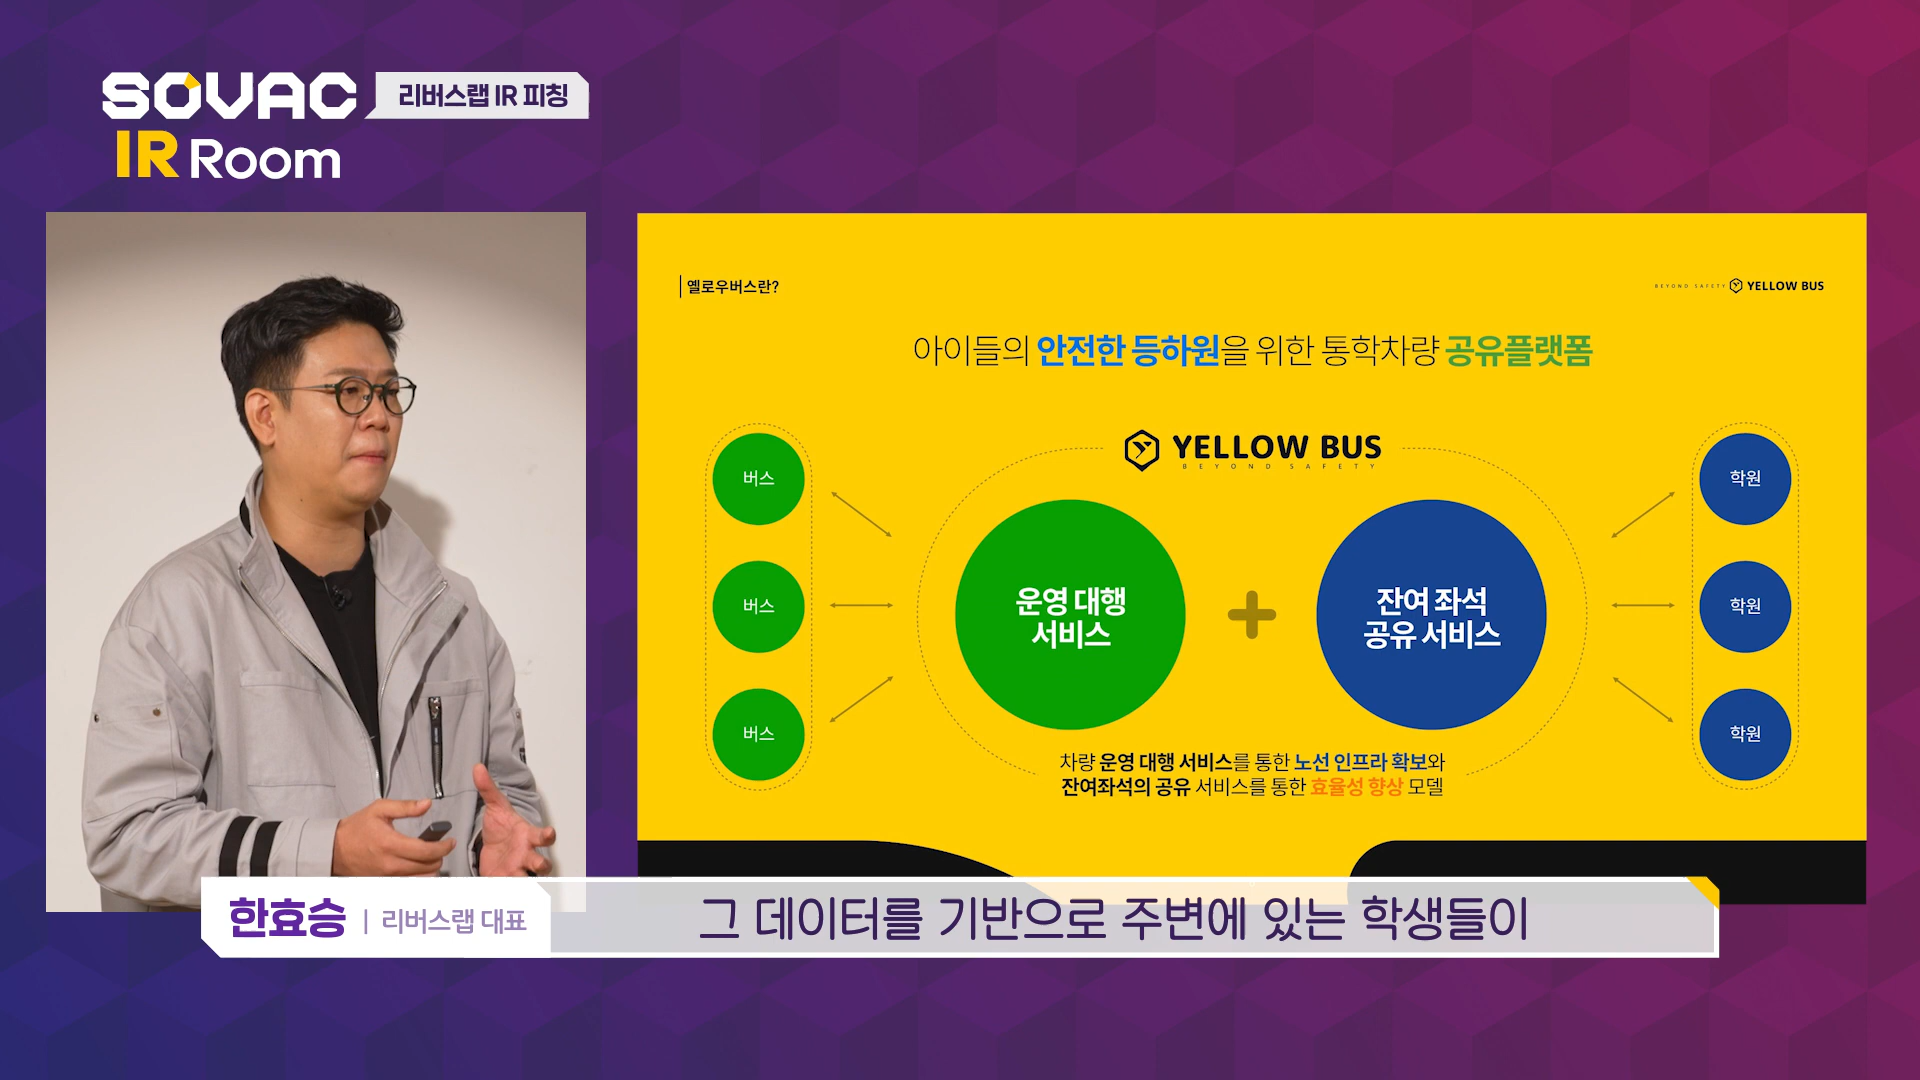 SOVAC
리버스랩 IR 피칭
IR Room
옐로우버스란?
BEYOND SAFETY YELLOW BUS
아이들의 안전한 등하원을 위한 통학차량 공유플랫폼
YELLOW BUS
BEYOND SAFETY
버스
버스
버스
운영 대행
서비스
+
잔여 좌석
공유 서비스
학원
학원
학원
차량 운영 대행 서비스를 통한 노선 인프라 확보와
잔여좌석의 공유 서비스를 통한 효율성 향상 모델
한효승 | 리버스랩 대표
그 데이터를 기반으로 주변에 있는 학생들이